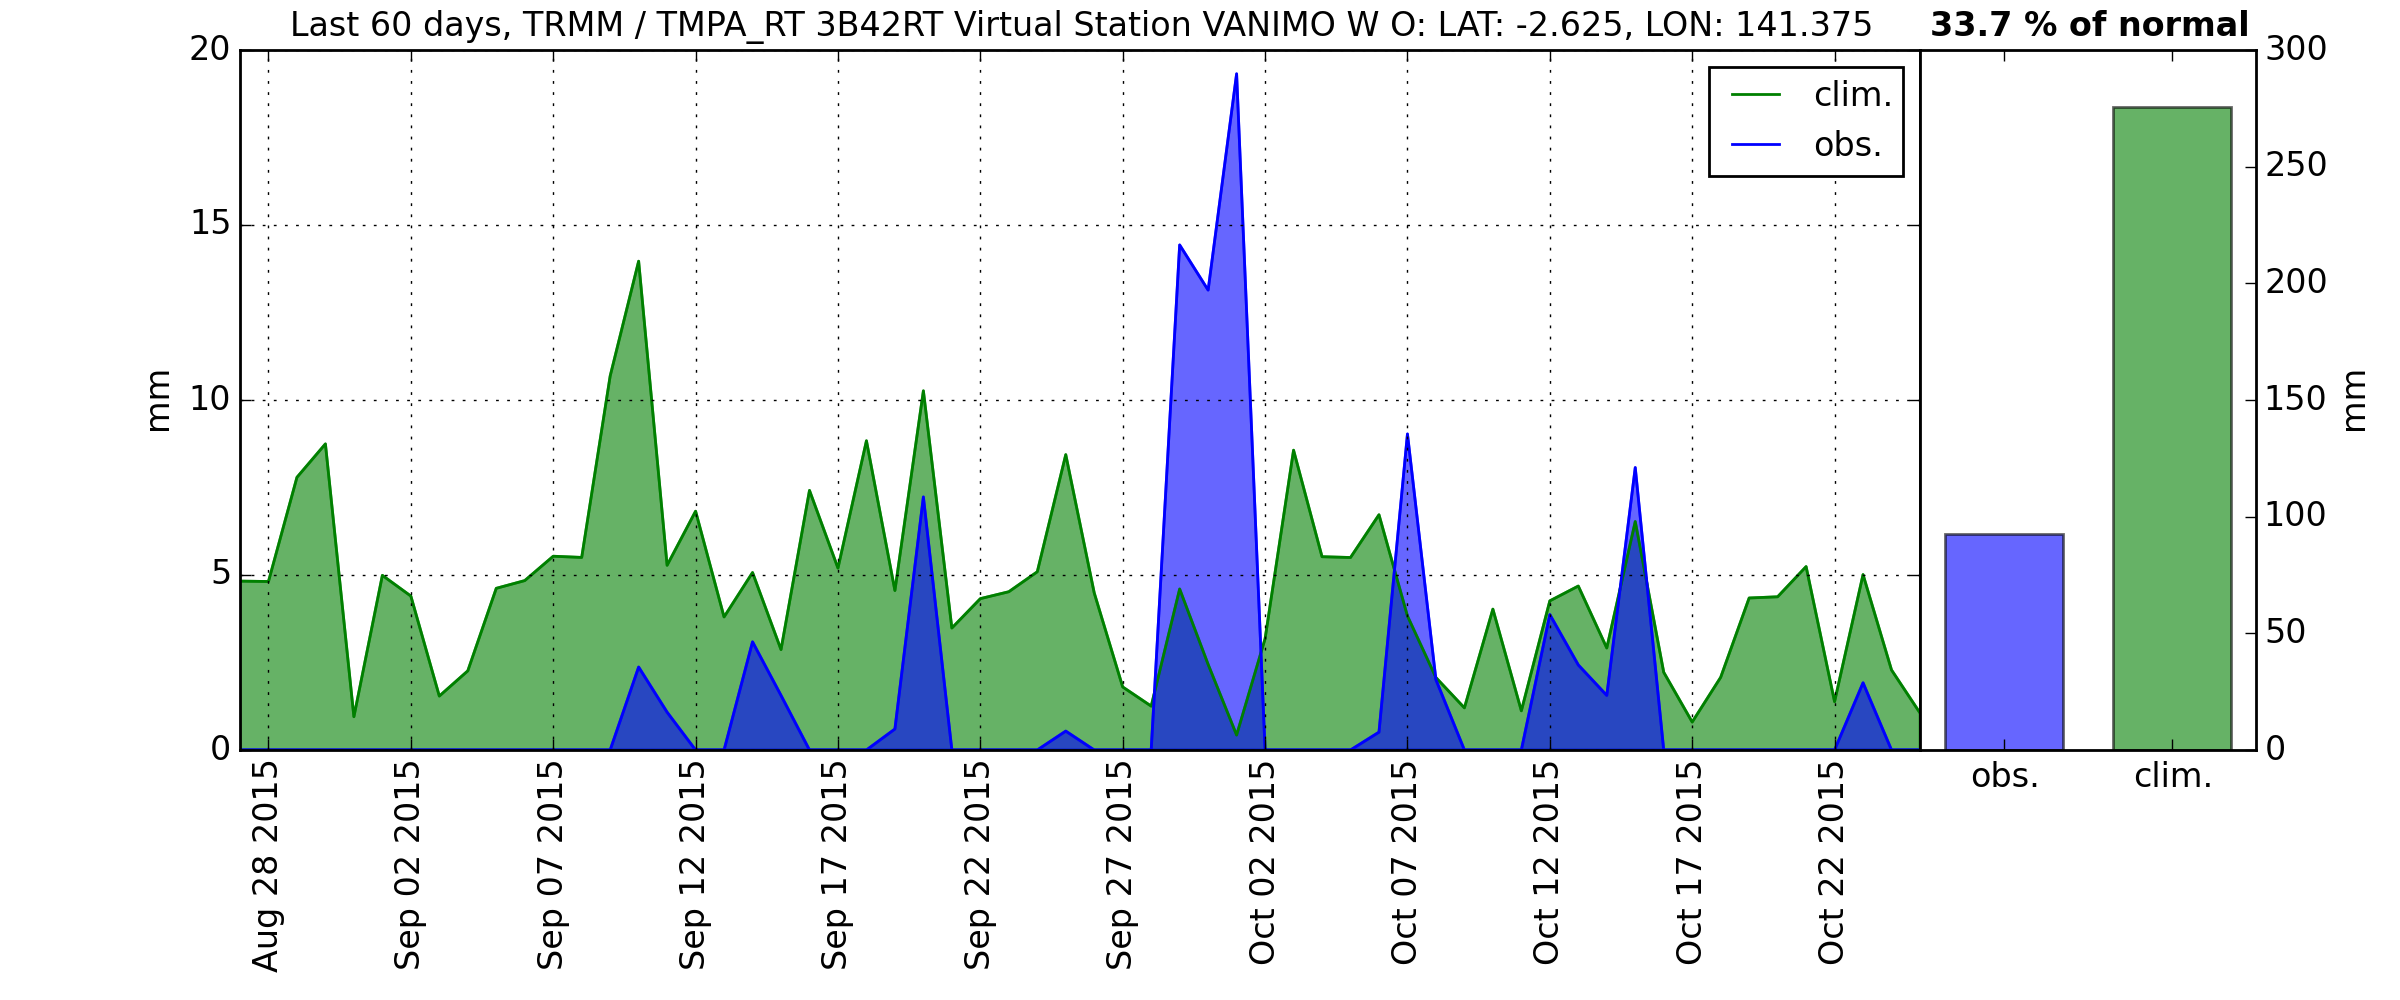 Last 60 days, TRMM / TMPA_RT 3B42RT Virtual Station VANIMO W O: LAT: -2.625, LON: 141.375
33.7 % of normal
20
15
10
5
0
mm
clim.
obs.
300
250
200
150
100
50
0
mm
Aug 28 2015
Sep 02 2015
Sep 07 2015
Sep 12 2015
Sep 17 2015
Sep 22 2015
Sep 27 2015
Oct 02 2015
Oct 07 2015
Oct 12 2015
Oct 17 2015
Oct 22 2015
obs.
clim.